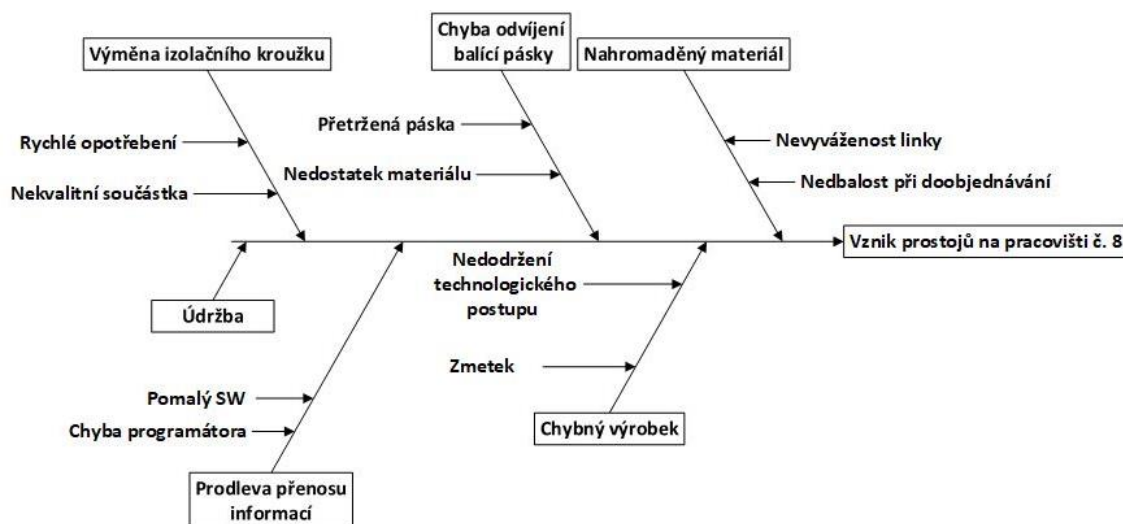 Výměna izolačního kroužku
Chyba odvíjení
balící pásky
Nahromaděný materiál
Rychlé opotřebení
Nekvalitní součástka
Přetržená páska
Nedostatek materiálu
Nevyváženost linky
Nedbalost při doobjednávání
Vznik prostojů na pracovišti č. 8
Údržba
Nedodržení
technologického
postupu
Zmetek
Pomalý SW
Chyba programátora
Chybný výrobek
Prodleva přenosu
informací